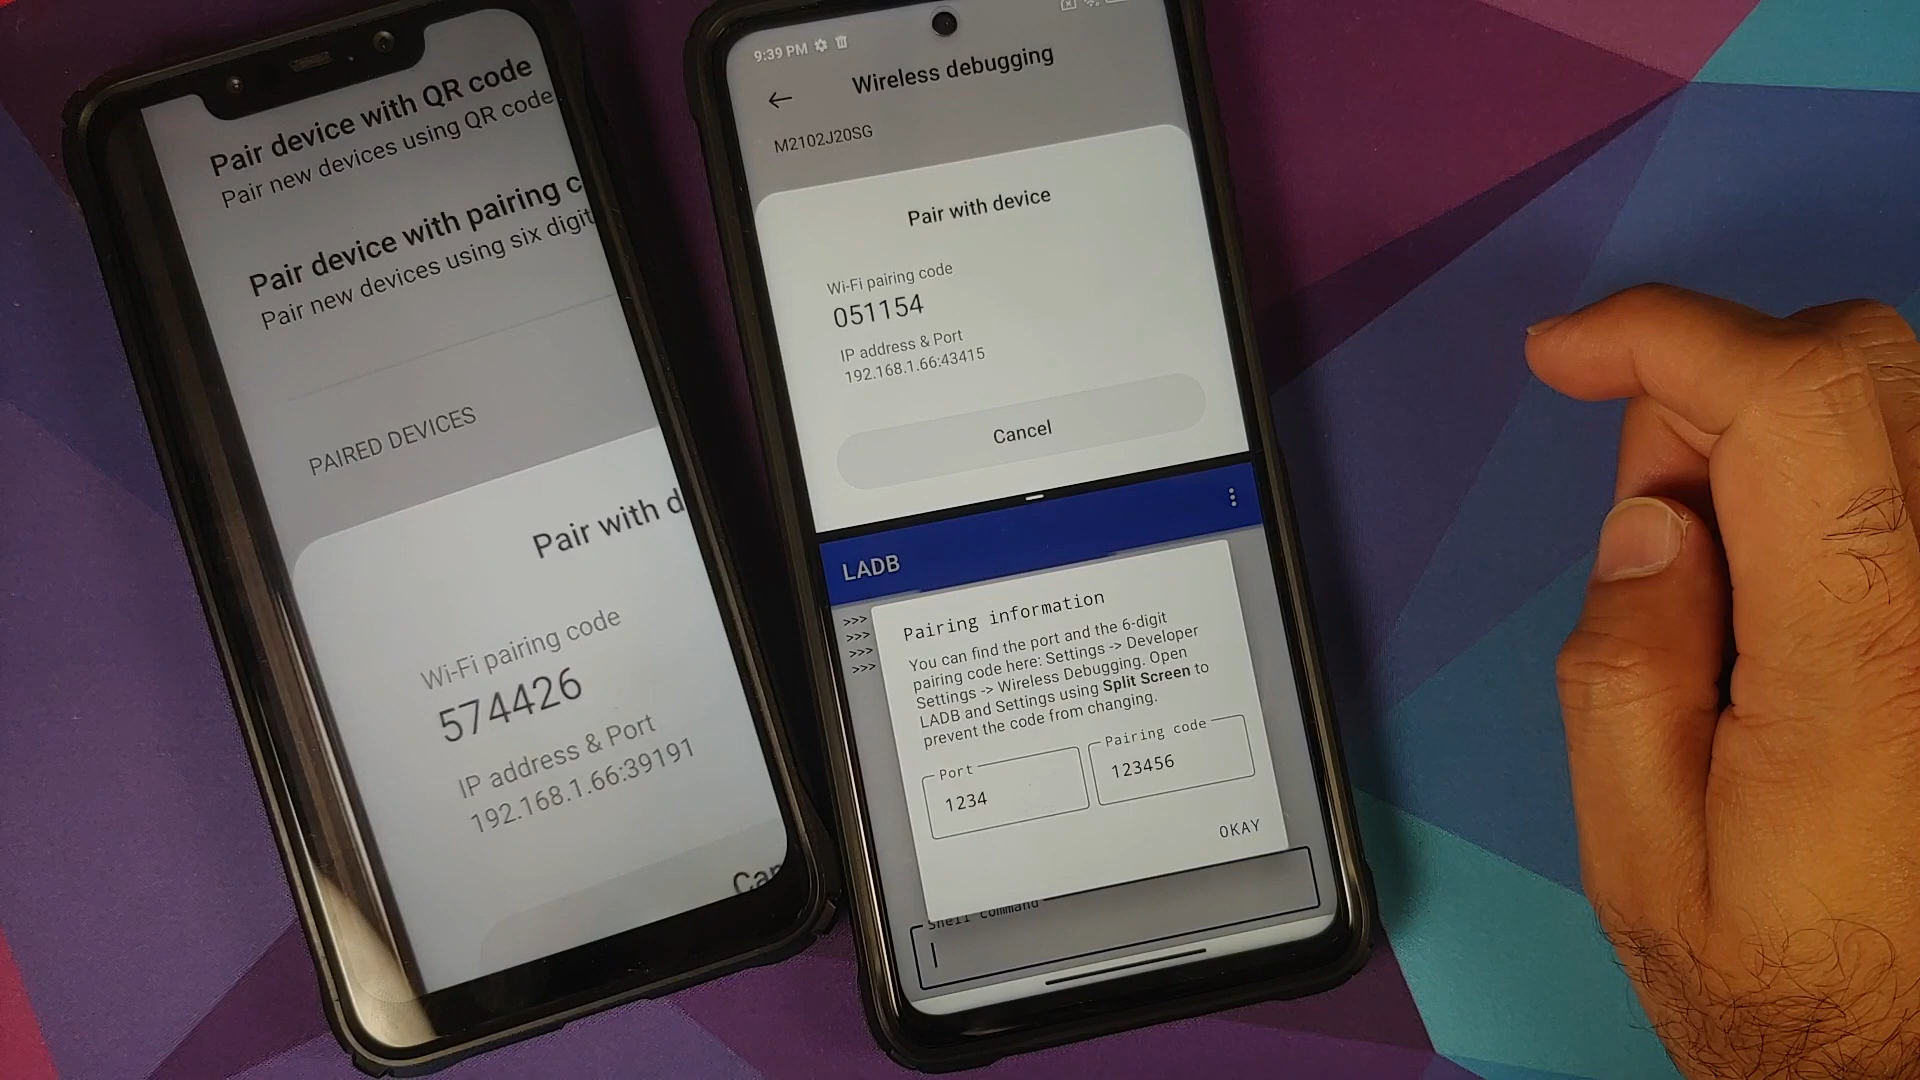 Pair device with QR code
Pair new devices using QR code
Pair device with pairing c
Pair new devices using six digit
PAIRED DEVICES
Pair with d
Wi-Fi pairing code
574426
IP address & Port
192.168.1.66:39191
Can
9:39 PM
Wireless debugging
M2102J20SG
Pair with device
Wi-Fi pairing code
051154
IP address & Port
192.168.1.66:43415
Cancel
LADB
>>>
>>>
>>>
>>>
Pairing information
You can find the port and the 6-digit
pairing code here: Settings -> Developer
Settings -> Wireless Debugging. Open
LADB and Settings using Split Screen to
prevent the code from changing.
Port
1234
Pairing code
123456
OKAY
Shell command